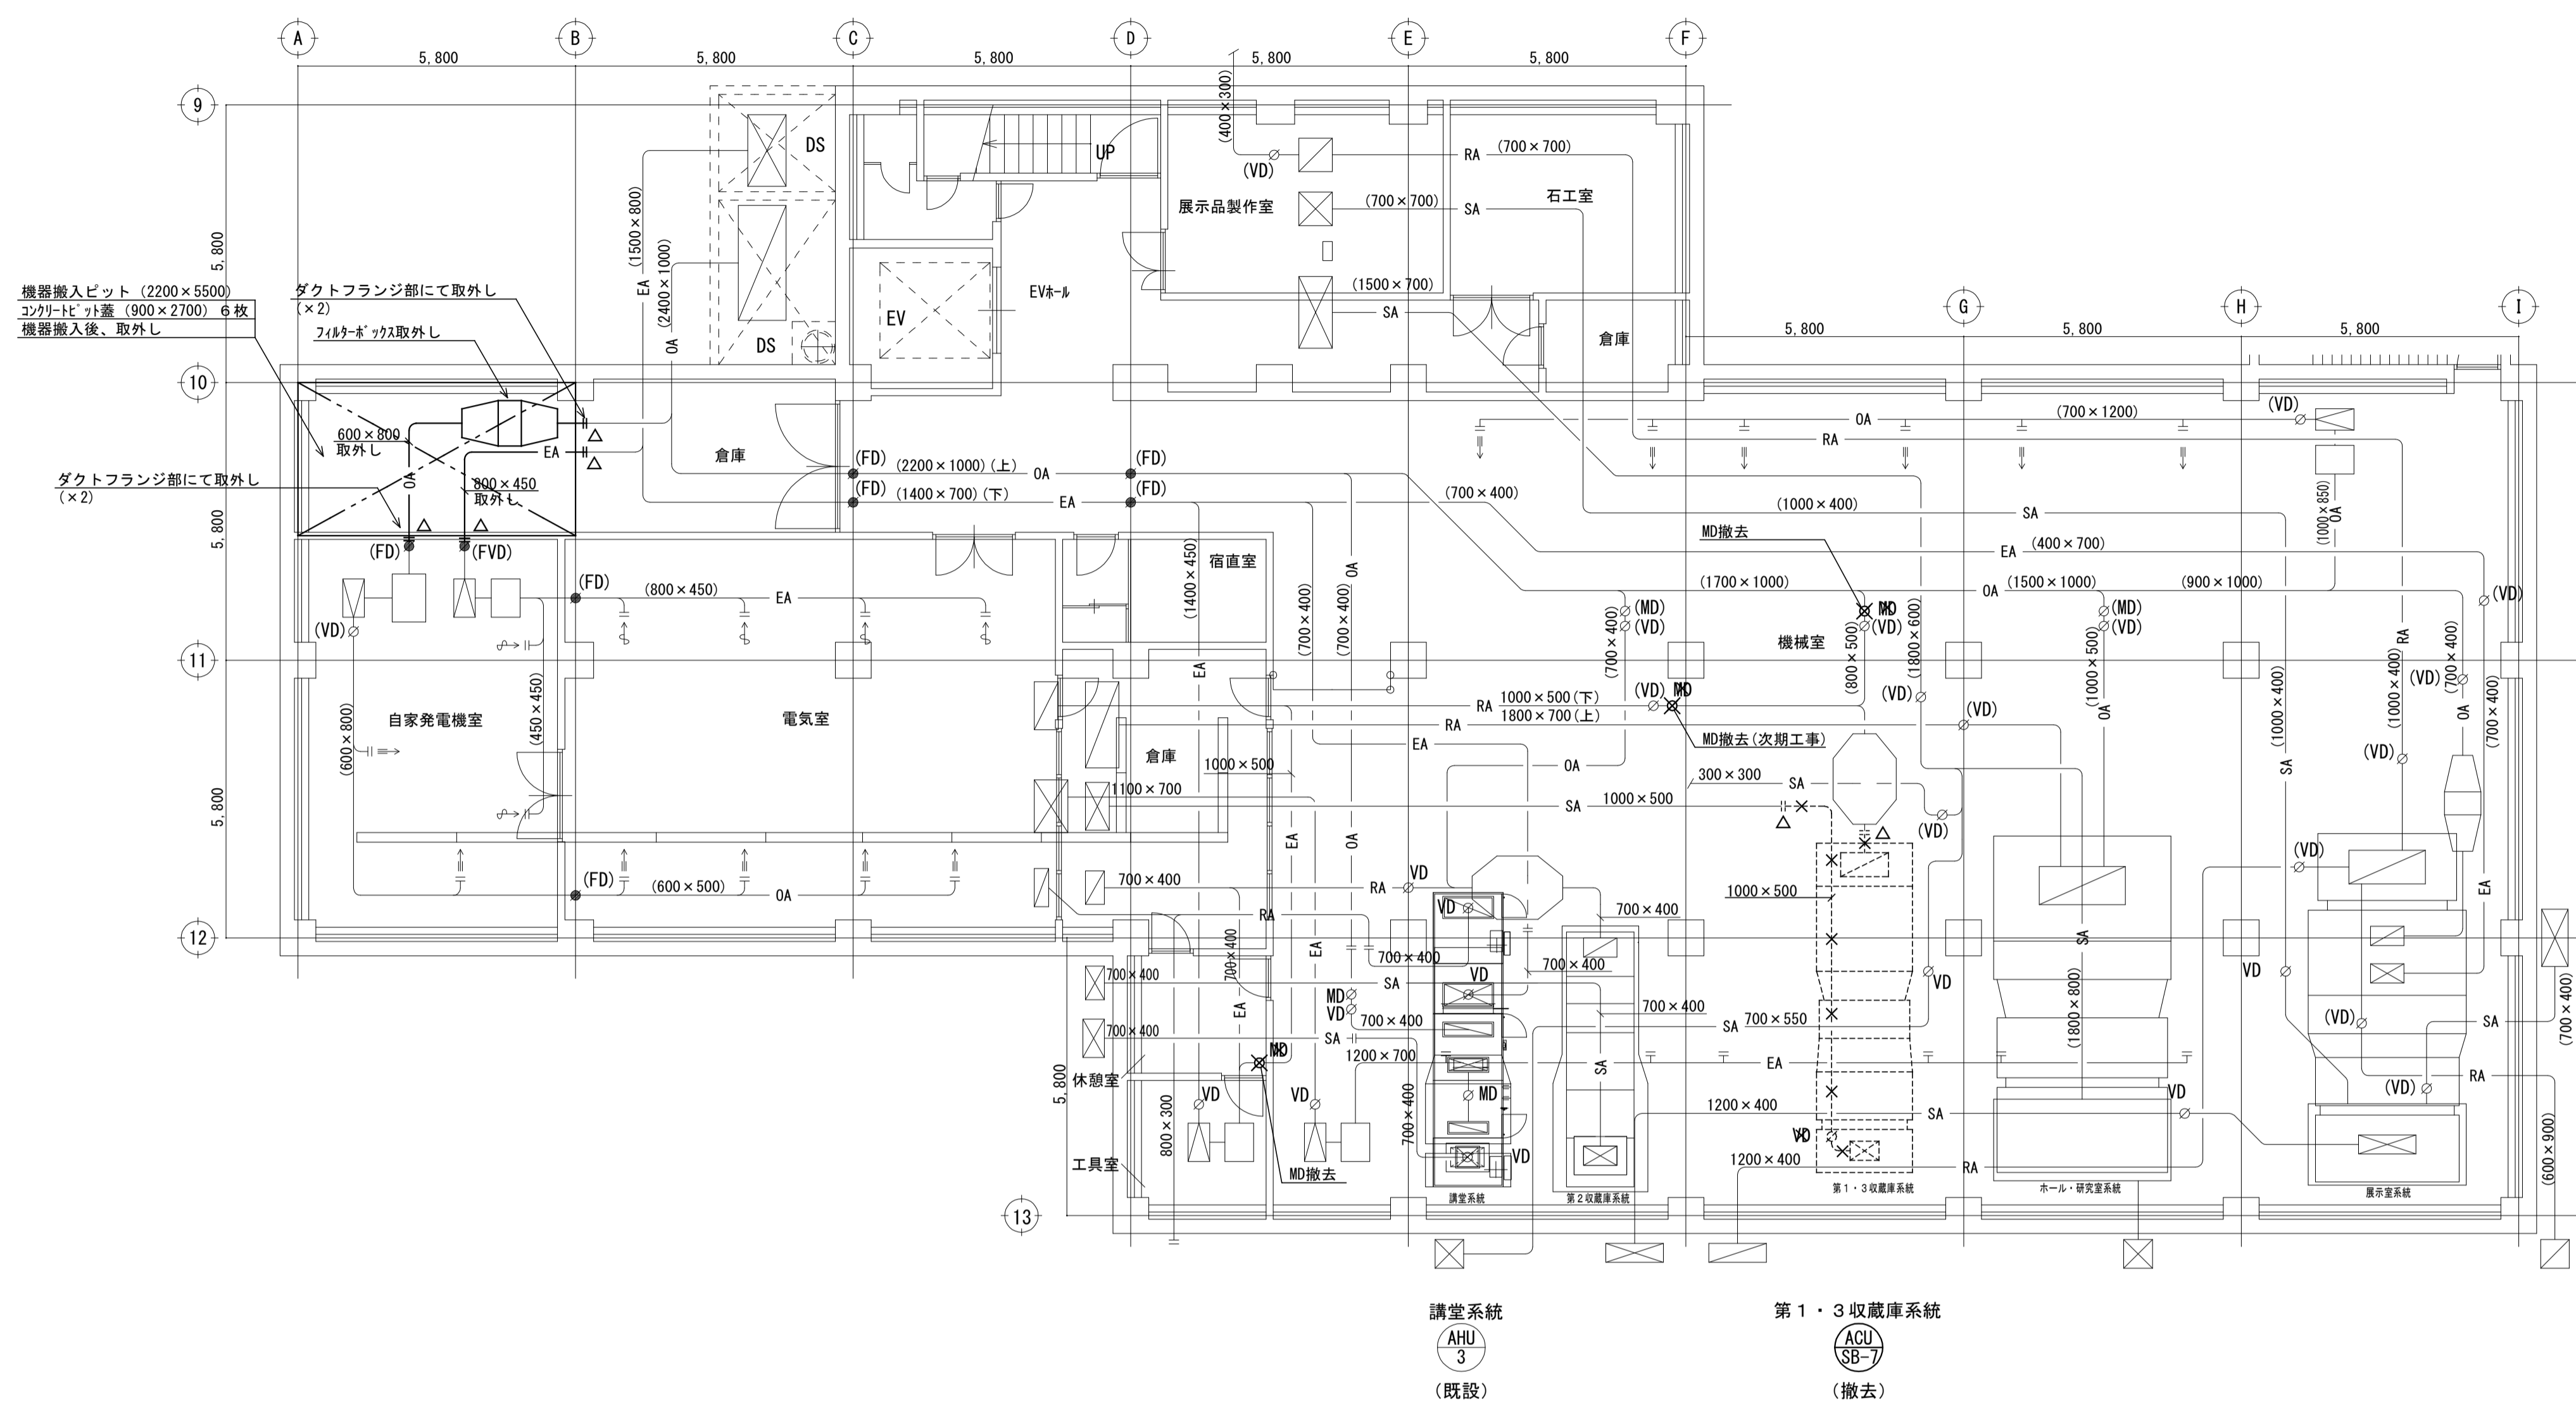 A
B
C
D
E
F
5,800
5,800
5,800
5,800
5,800
9
(400×300)
DS
UP
(VD)
RA
(700×700)
石工室
展示品製作室
(700×700)
SA
(1500×800)
EA
(2400×1000)
OA
5,800
機器搬入ピット (2200×5500)
コンクリートピット蓋 (900×2700) 6枚
機器搬入後、取外し
ダクトフランジ部にて取外し
(×2)
フィルターボックス取外し
EV
EVホール
(1500×700)
SA
DS
倉庫
G
H
I
5,800
5,800
5,800
10
(VD)
OA
(700×1200)
RA
600×800
取外し
EA
倉庫
(FD)
(2200×1000)(上)
OA
(FD)
ダクトフランジ部にて取外し
(×2)
OA
800×450
取外し
(FD)
(1400×700)(下)
EA
(FD)
(700×400)
(1000×400)
SA
(1000×850)
OA
5,800
MD撤去
(FD)
(FVD)
EA
(400×700)
宿直室
(1400×450)
OA
(FD)
(800×450)
EA
(1700×1000)
OA
(1500×1000)
(900×1000)
(VD)
(VD)
(MD)
(VD)
MD
(VD)
(MD)
(VD)
(700×400)
(700×400)
(700×400)
(800×500)
(1800×600)
機械室
(1000×500)
RA
(700×400)
11
EA
(450×450)
(600×800)
自家発電機室
電気室
RA
1000×500(下)
(VD)
MD
(VD)
(VD)
(1000×400)
(1000×400)
(VD)
RA
1800×700(上)
(VD)
OA
OA
(700×400)
EA
MD撤去(次期工事)
倉庫
1000×500
OA
(VD)
SA
300×300
SA
1100×700
SA
1000×500
(VD)
5,800
EA
OA
(VD)
(FD)
(600×500)
OA
700×400
RA
VD
1000×500
EA
VD
700×400
RA
12
EA
700×400
700×400
700×400
SA
700×400
SA
VD
VD
VD
(1800×800)
(700×400)
EA
MD
VD
700×400
700×400
SA
700×550
(VD)
SA
700×400
SA
MD
1200×700
EA
5,800
休憩室
SA
RA
VD
VD
MD
1200×400
SA
VD
(VD)
800×300
700×400
VD
VD
(600×900)
工具室
1200×400
RA
MD撤去
講堂系統
第2収蔵庫系統
第1・3収蔵庫系統
ホール・研究室系統
展示室系統
13
講堂系統
AHU
3
(既設)
第1・3収蔵庫系統
ACU
SB-7
(撤去)